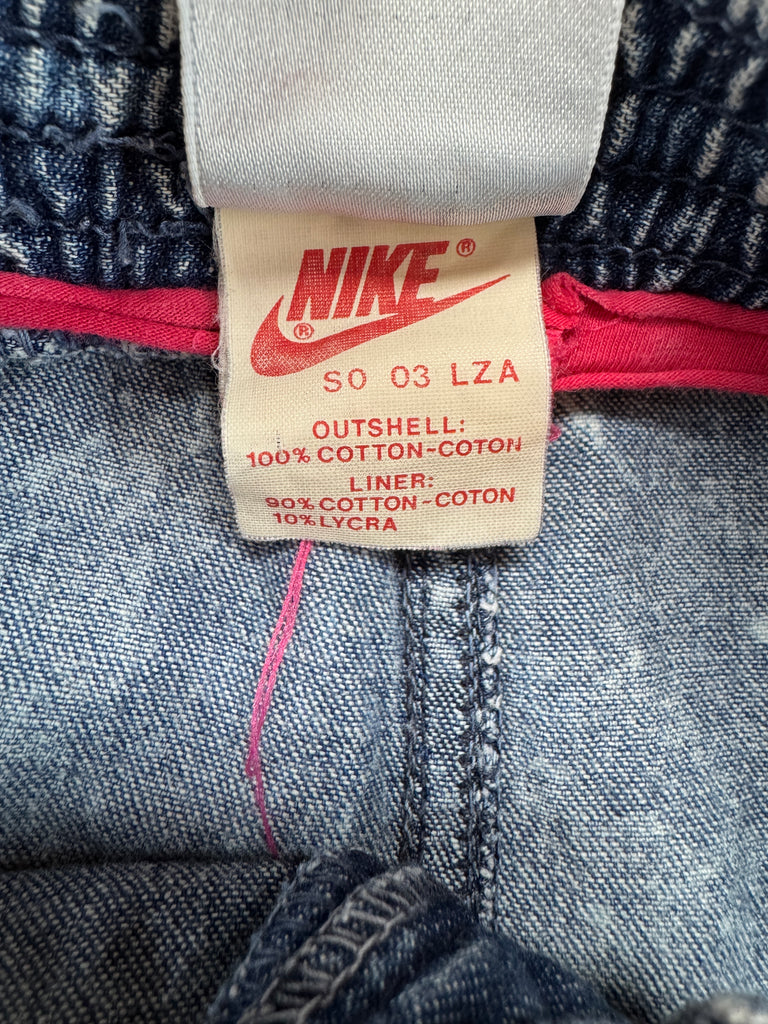 NIKE®
®
SO 03 LZA
OUTSHELL:
100% COTTON-COTON
LINER:
90% COTTON-COTON
10% LYCRA